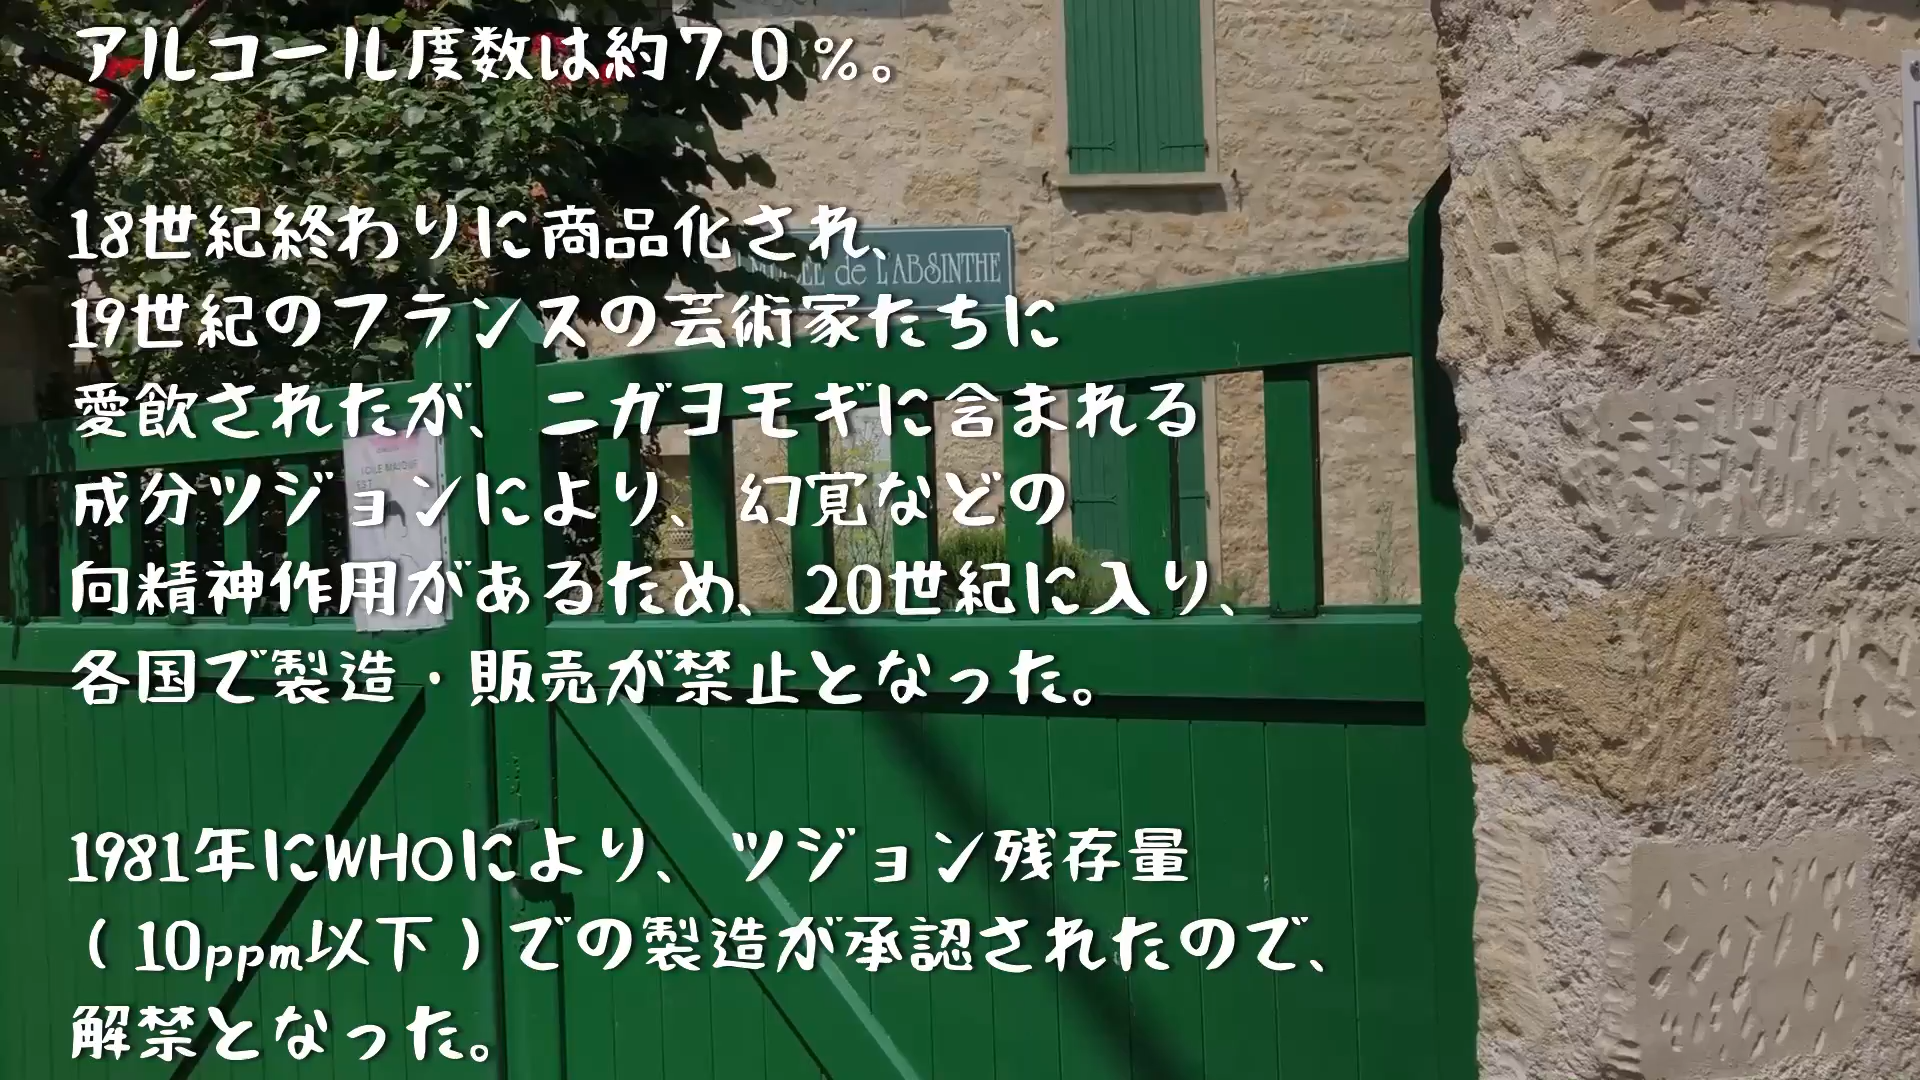 アルコール度数は約７０％。
18世紀終わりに商品化され、
de L'ABSINTHE
19世紀のフランスの芸術家たちに
愛飲されたが、ニガヨモギに含まれる
成分ツジョンにより、幻覚などの
向精神作用があるため、20世紀に入り、
各国で製造・販売が禁止となった。
1981年にWHOにより、ツジョン残存量
（10ppm以下）での製造が承認されたので、
解禁となった。